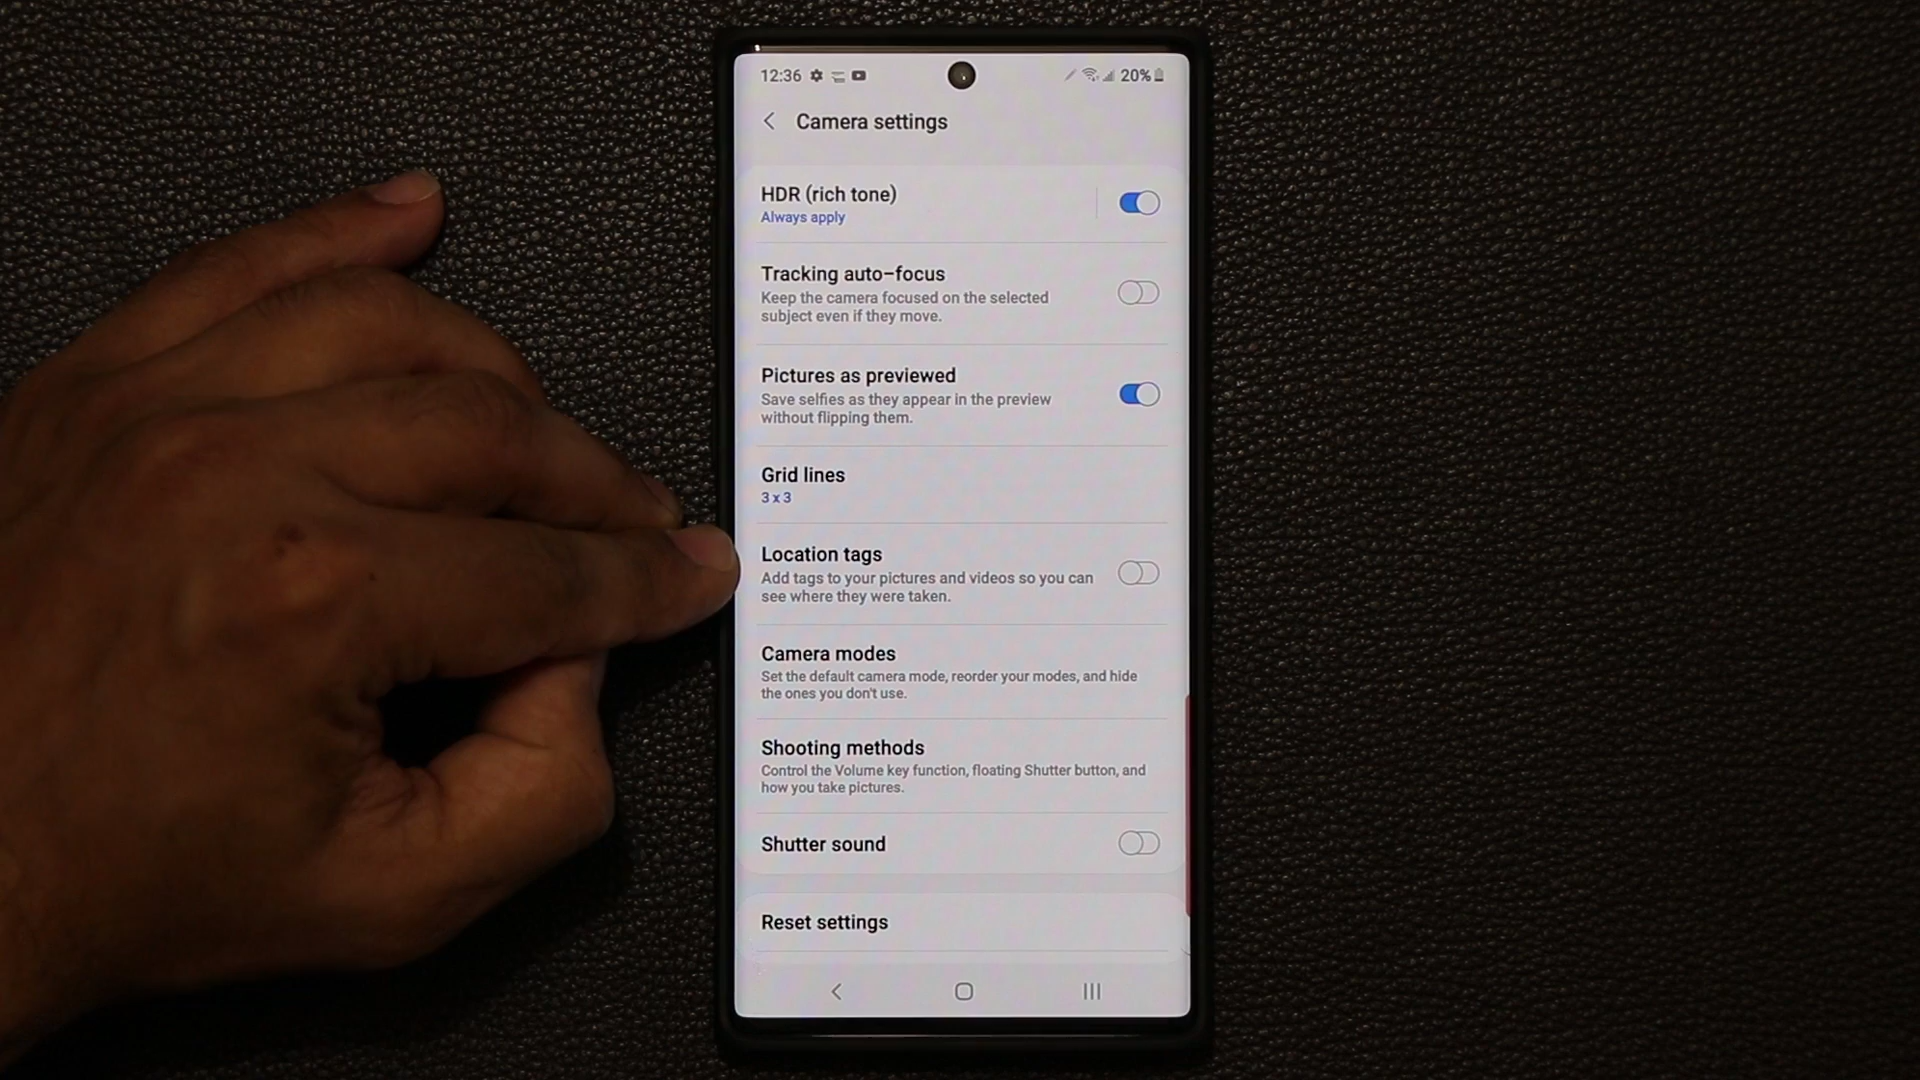 12:36 20%
Camera settings
HDR (rich tone)
Always apply
Tracking auto-focus
Keep the camera focused on the selected
subject even if they move.
Pictures as previewed
Save selfies as they appear in the preview
without flipping them.
Grid lines
3 x 3
Location tags
Add tags to your pictures and videos so you can
see where they were taken.
Camera modes
Set the default camera mode, reorder your modes, and hide
the ones you don't use.
Shooting methods
Control the Volume key function, floating Shutter button, and
how you take pictures.
Shutter sound
Reset settings